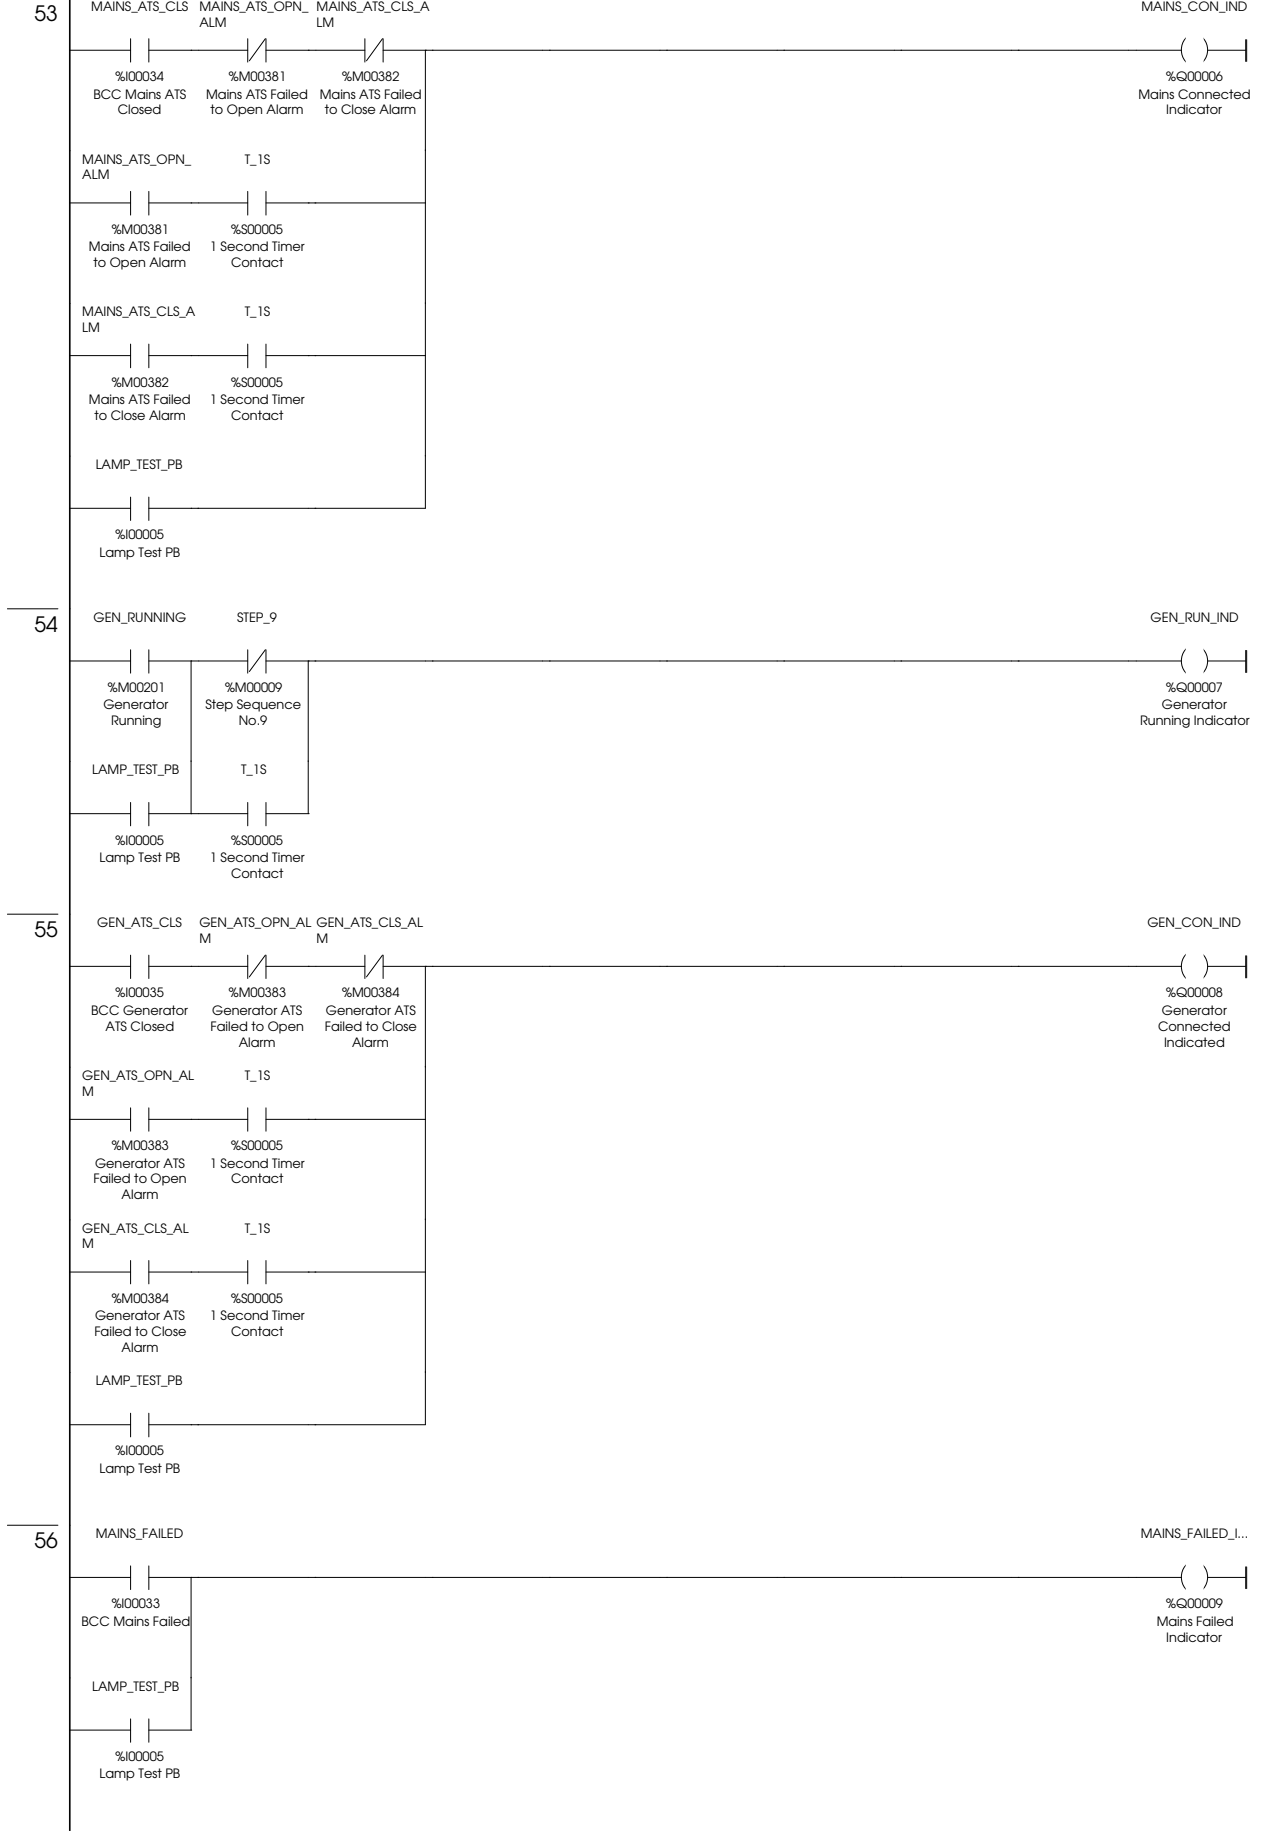 53
MAINS_ATS_CLS MAINS_ATS_OPN_ MAINS_ATS_CLS_A MAINS_CON_IND
ALM LM
%I00034 %M00381 %M00382 %Q00006
BCC Mains ATS Mains ATS Failed Mains ATS Failed Mains Connected
Closed to Open Alarm to Close Alarm Indicator
MAINS_ATS_OPN_ T_1S
ALM
%M00381 %S00005
Mains ATS Failed 1 Second Timer
to Open Alarm Contact
MAINS_ATS_CLS_A T_1S
LM
%M00382 %S00005
Mains ATS Failed 1 Second Timer
to Close Alarm Contact
LAMP_TEST_PB
%I00005
Lamp Test PB
54
GEN_RUNNING STEP_9 GEN_RUN_IND
%M00201 %M00009 %Q00007
Generator Step Sequence Generator
Running No.9 Running Indicator
LAMP_TEST_PB T_1S
%I00005 %S00005
Lamp Test PB 1 Second Timer
Contact
55
GEN_ATS_CLS GEN_ATS_OPN_AL GEN_ATS_CLS_AL GEN_CON_IND
M M
%I00035 %M00383 %M00384 %Q00008
BCC Generator Generator ATS Generator ATS Generator
ATS Closed Failed to Open Failed to Close Connected
Alarm Alarm Indicated
GEN_ATS_OPN_AL T_1S
M
%M00383 %S00005
Generator ATS 1 Second Timer
Failed to Open Contact
Alarm
GEN_ATS_CLS_AL T_1S
M
%M00384 %S00005
Generator ATS 1 Second Timer
Failed to Close Contact
Alarm
LAMP_TEST_PB
%I00005
Lamp Test PB
56
MAINS_FAILED MAINS_FAILED_I...
%I00033 %Q00009
BCC Mains Failed Mains Failed
Indicator
LAMP_TEST_PB
%I00005
Lamp Test PB